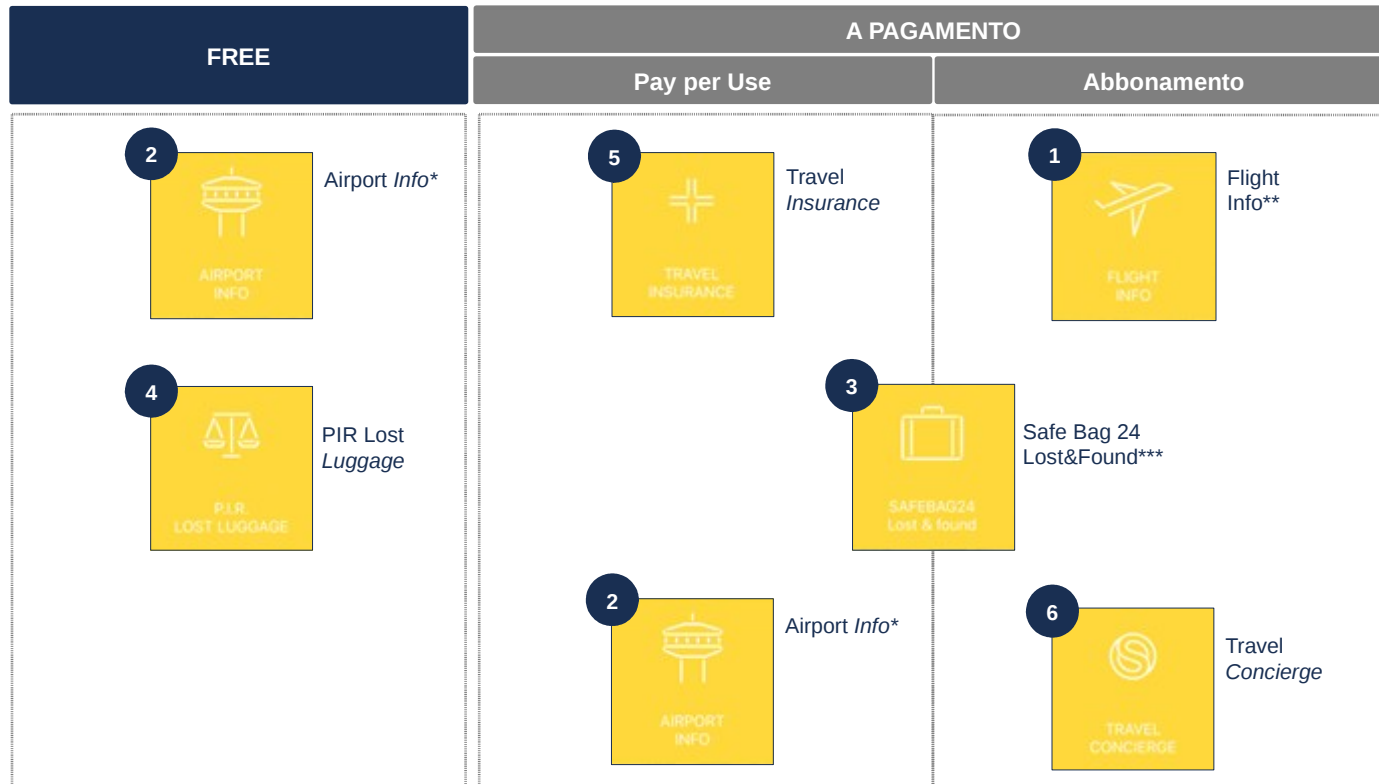 FREE
A PAGAMENTO
Pay per Use
Abbonamento
2
AIRPORT
INFO
Airport Info*
5
TRAVEL
INSURANCE
Travel
Insurance
1
FLIGHT
INFO
Flight
Info**
4
P.I.R.
LOST LUGGAGE
PIR Lost
Luggage
3
SAFEBAG24
Lost & found
Safe Bag 24
Lost&Found***
2
AIRPORT
INFO
Airport Info*
6
TRAVEL
CONCIERGE
Travel
Concierge